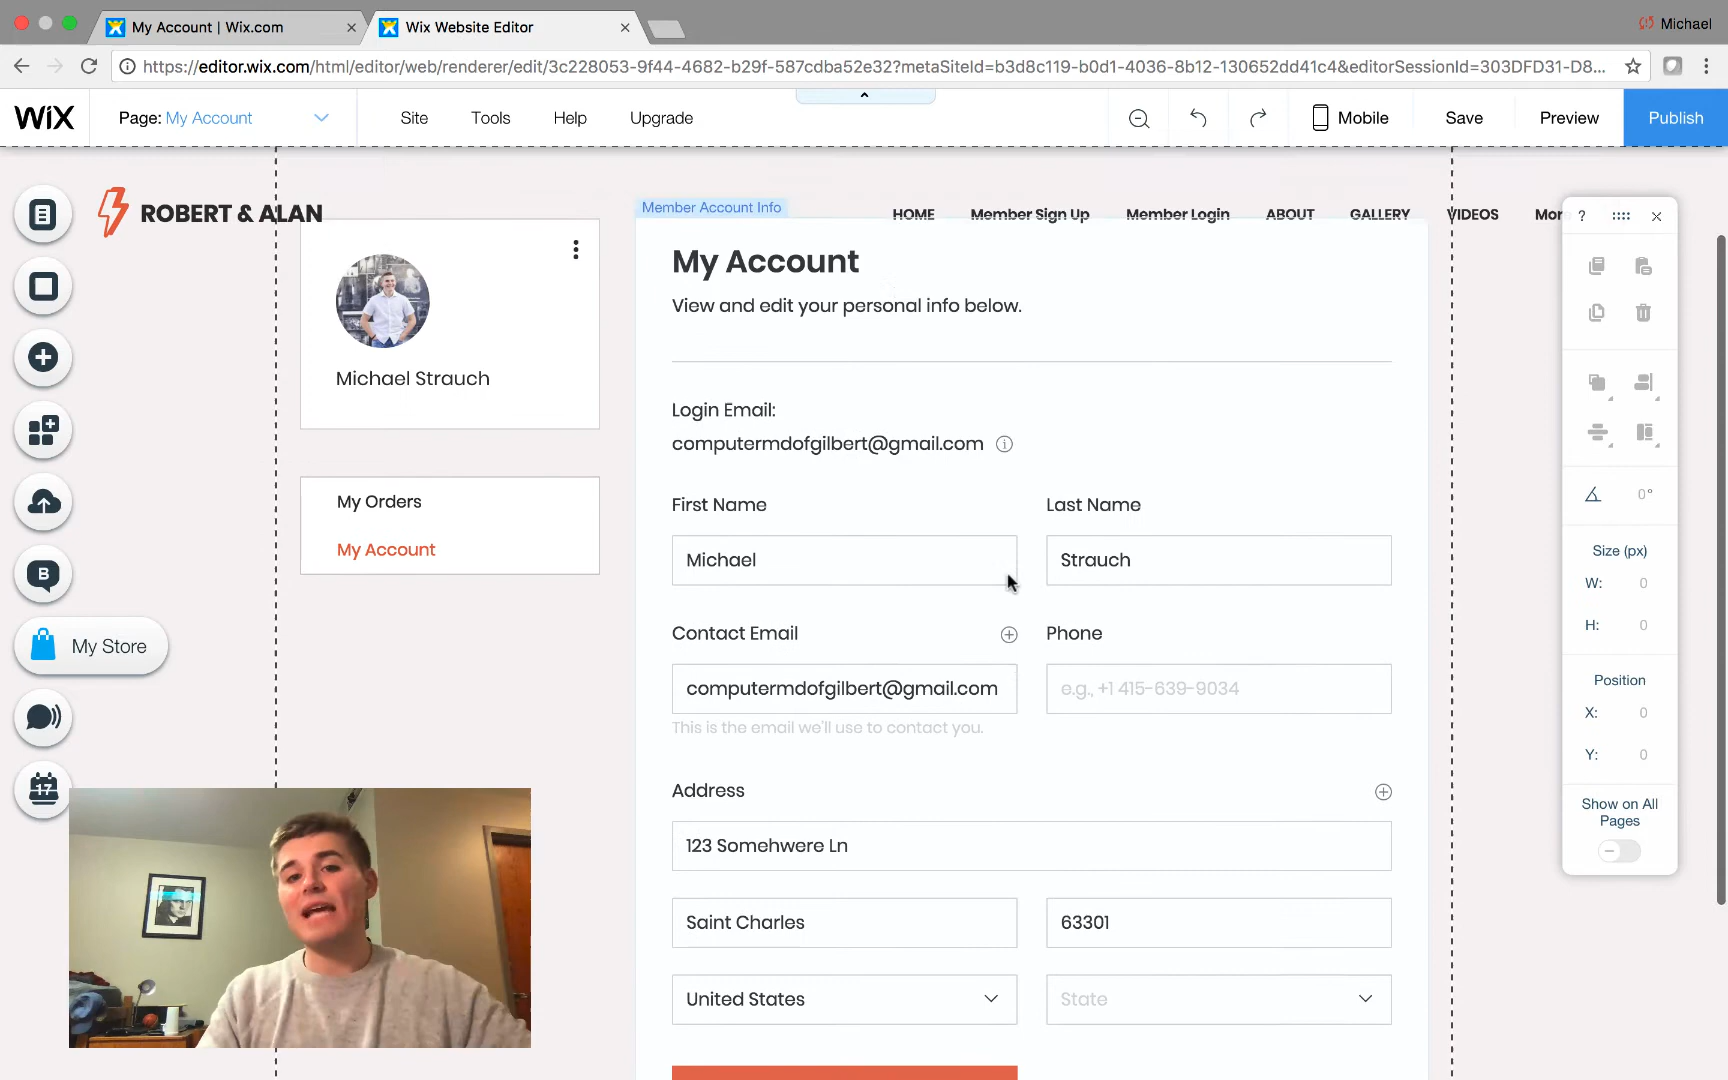 My Account | Wix.com
Wix Website Editor
Michael
https://editor.wix.com/html/editor/web/renderer/edit/3c228053-9f44-4682-b29f-587cdba52e32?metaSiteId=b3d8c119-b0d1-4036-8b12-130652dd41c4&editorSessionId=303DFD31-D8...
WiX
Page: My Account
Site
Tools
Help
Upgrade
Mobile
Save
Preview
Publish
ROBERT & ALAN
Member Account Info
HOME
Member Sign Up
Member Login
ABOUT
GALLERY
VIDEOS
Mor
?
My Account
View and edit your personal info below.
Michael Strauch
Login Email:
computermdofgilbert@gmail.com
My Orders
My Account
First Name
Last Name
Michael
Strauch
Contact Email
Phone
computermdofgilbert@gmail.com
e.g., +1 415-639-9034
This is the email we'll use to contact you.
Address
123 Somehwere Ln
Saint Charles
63301
United States
State
B
My Store
17
0°
Size (px)
W: 0
H: 0
Position
X: 0
Y: 0
Show on All
Pages